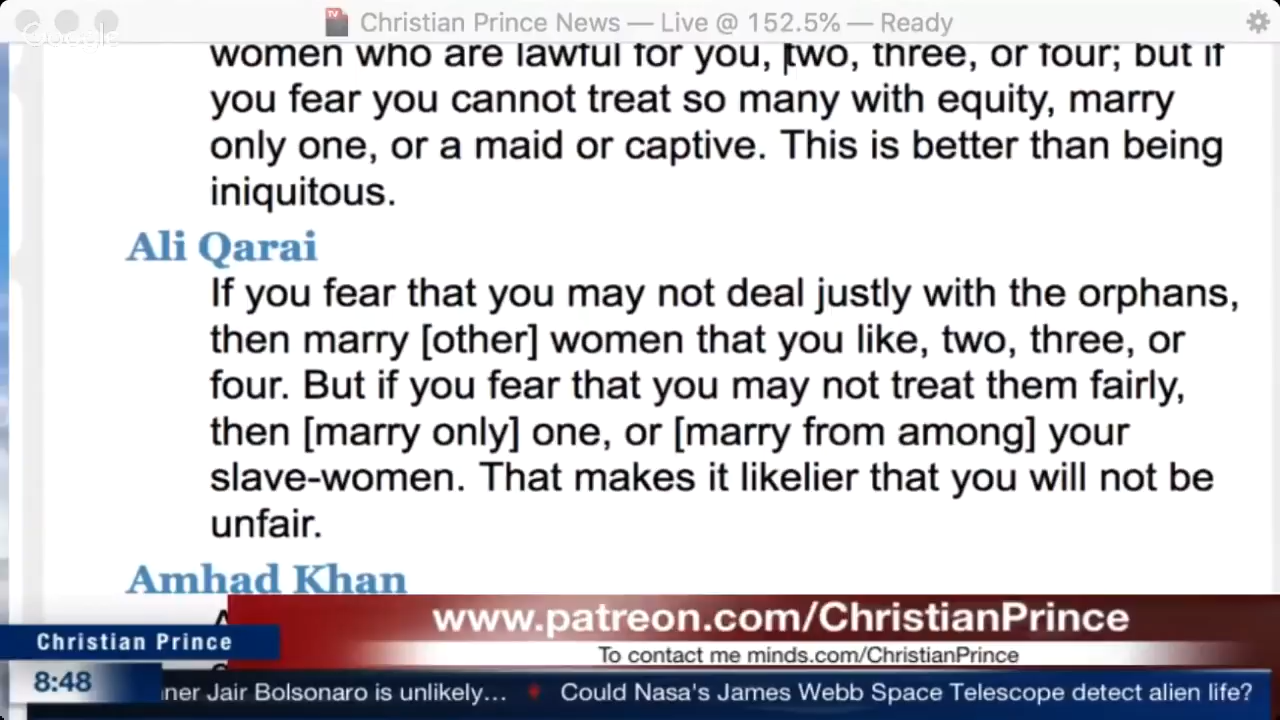 Christian Prince News — Live @ 152.5% — Ready
Google
women who are lawful for you, two, three, or four; but if
you fear you cannot treat so many with equity, marry
only one, or a maid or captive. This is better than being
iniquitous.
Ali Qarai
If you fear that you may not deal justly with the orphans,
then marry [other] women that you like, two, three, or
four. But if you fear that you may not treat them fairly,
then [marry only] one, or [marry from among] your
slave-women. That makes it likelier that you will not be
unfair.
Amhad Khan
www.patreon.com/ChristianPrince
Christian Prince
To contact me minds.com/ChristianPrince
8:48
ner Jair Bolsonaro is unlikely... Could Nasa's James Webb Space Telescope detect alien life?